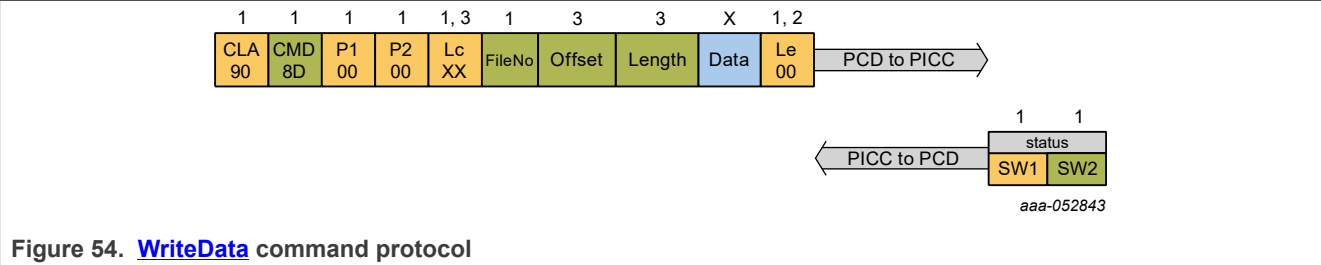 1 1 1 1 1, 3 1 3 3 X 1, 2
CLA CMD P1 P2 Lc FileNo Offset Length Data Le PCD to PICC
90 8D 00 00 XX 00
1 1
status
PICC to PCD SW1 SW2
aaa-052843
Figure 54. WriteData command protocol